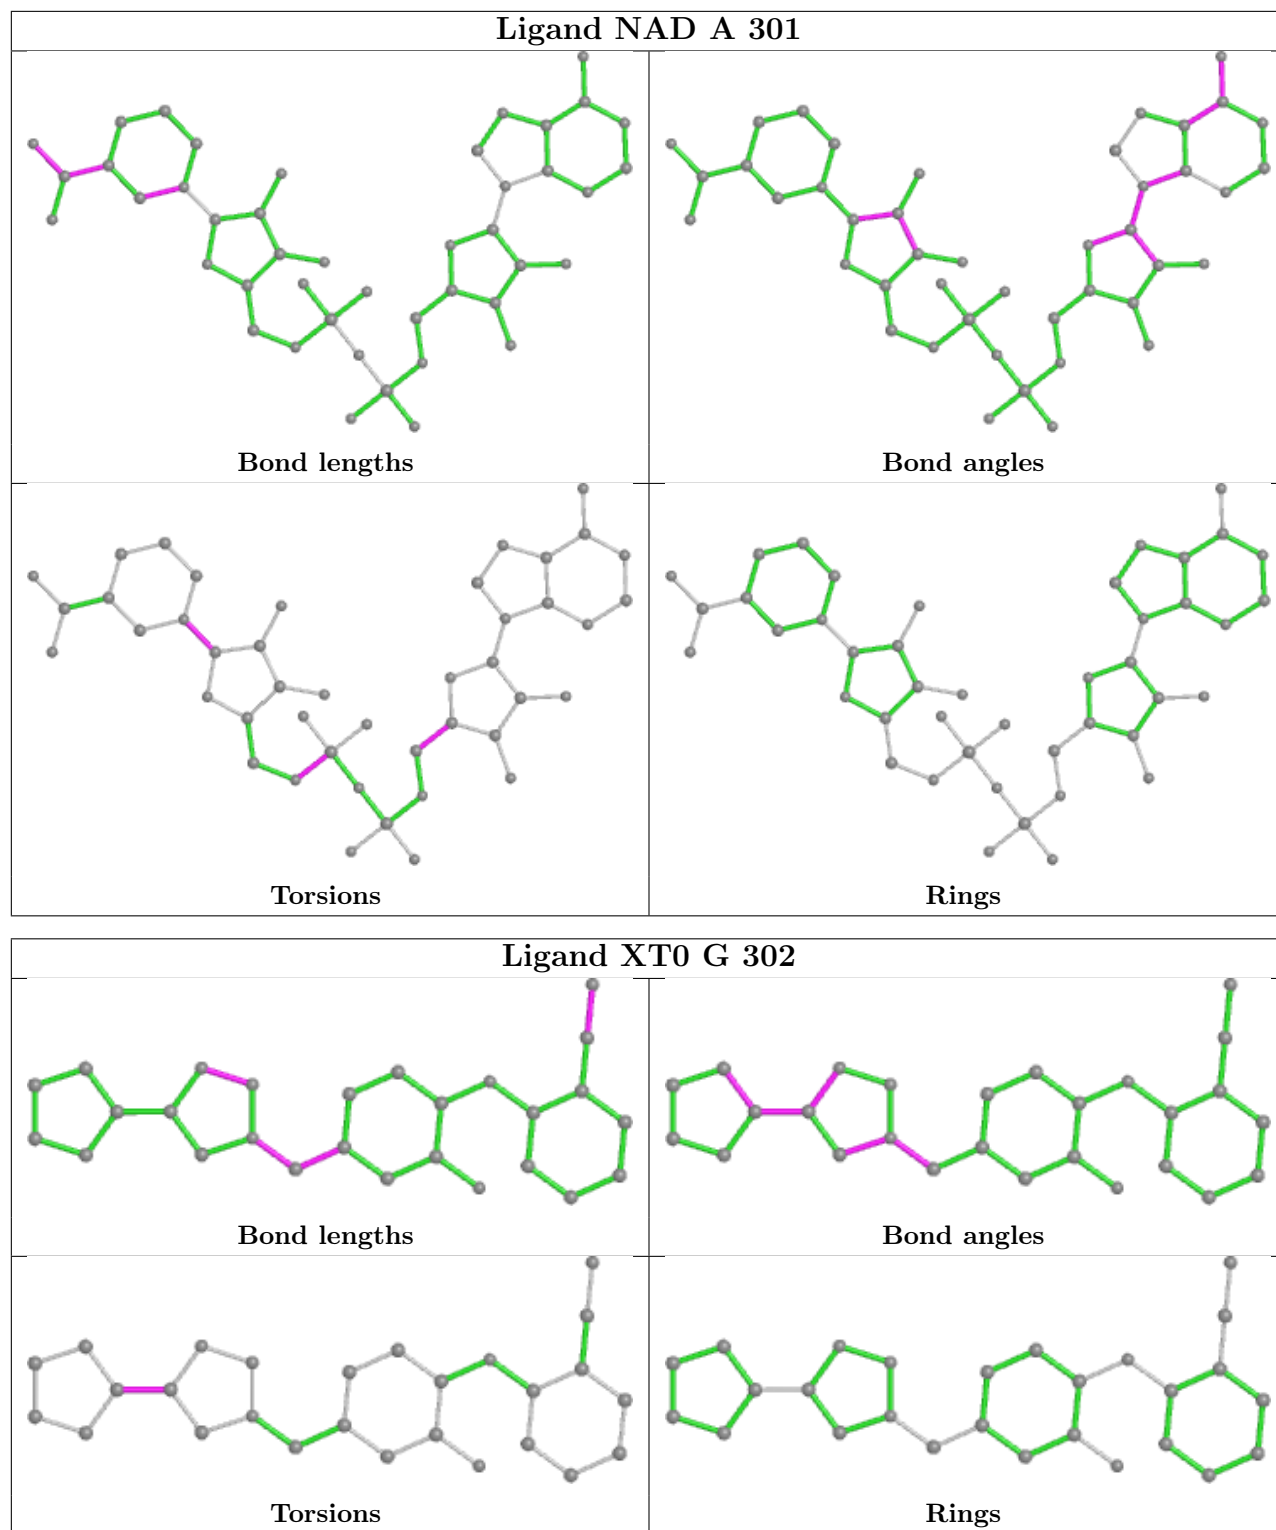 Ligand NAD A 301
Bond lengths
Bond angles
Torsions
Rings
Ligand XT0 G 302
Bond lengths
Bond angles
Torsions
Rings